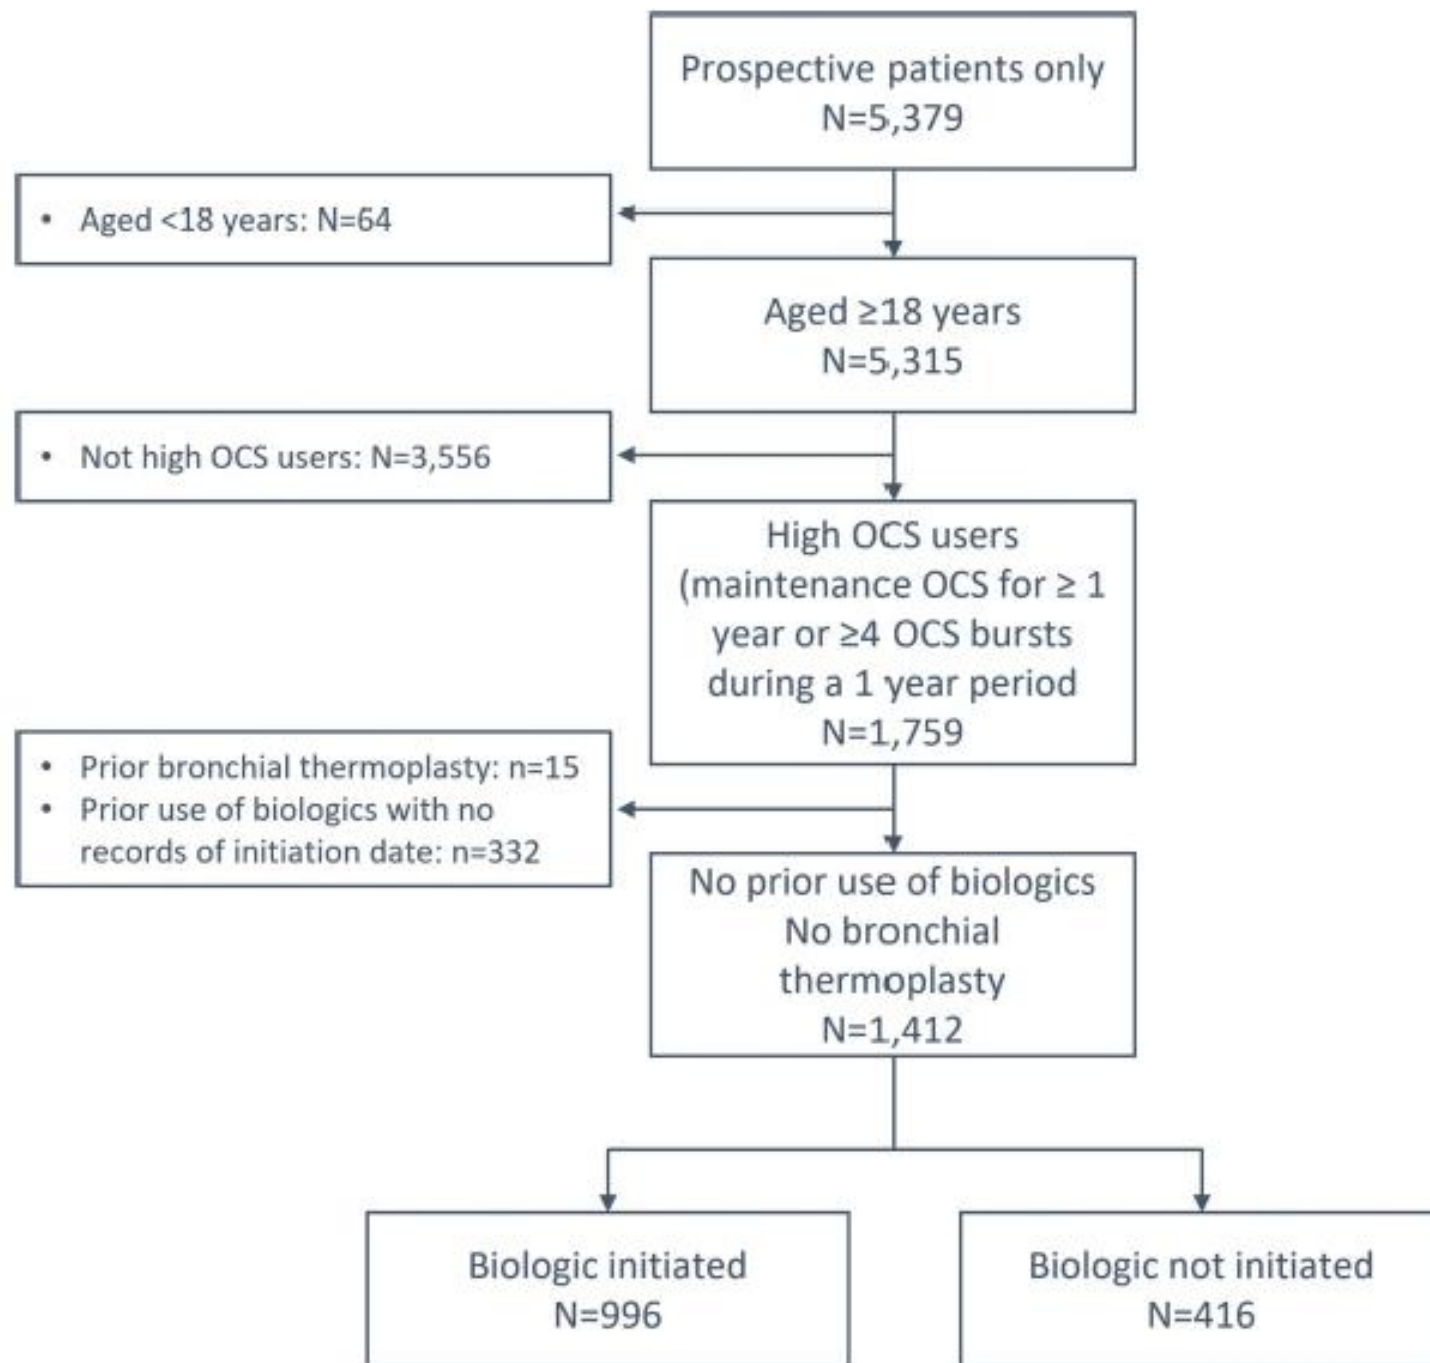 Prospective patients only
N=5,379
• Aged <18 years: N=64
Aged ≥18 years
N=5,315
• Not high OCS users: N=3,556
High OCS users
(maintenance OCS for ≥ 1
year or ≥4 OCS bursts
during a 1 year period
N=1,759
• Prior bronchial thermoplasty: n=15
• Prior use of biologics with no
records of initiation date: n=332
No prior use of biologics
No bronchial
thermoplasty
N=1,412
Biologic initiated
N=996
Biologic not initiated
N=416